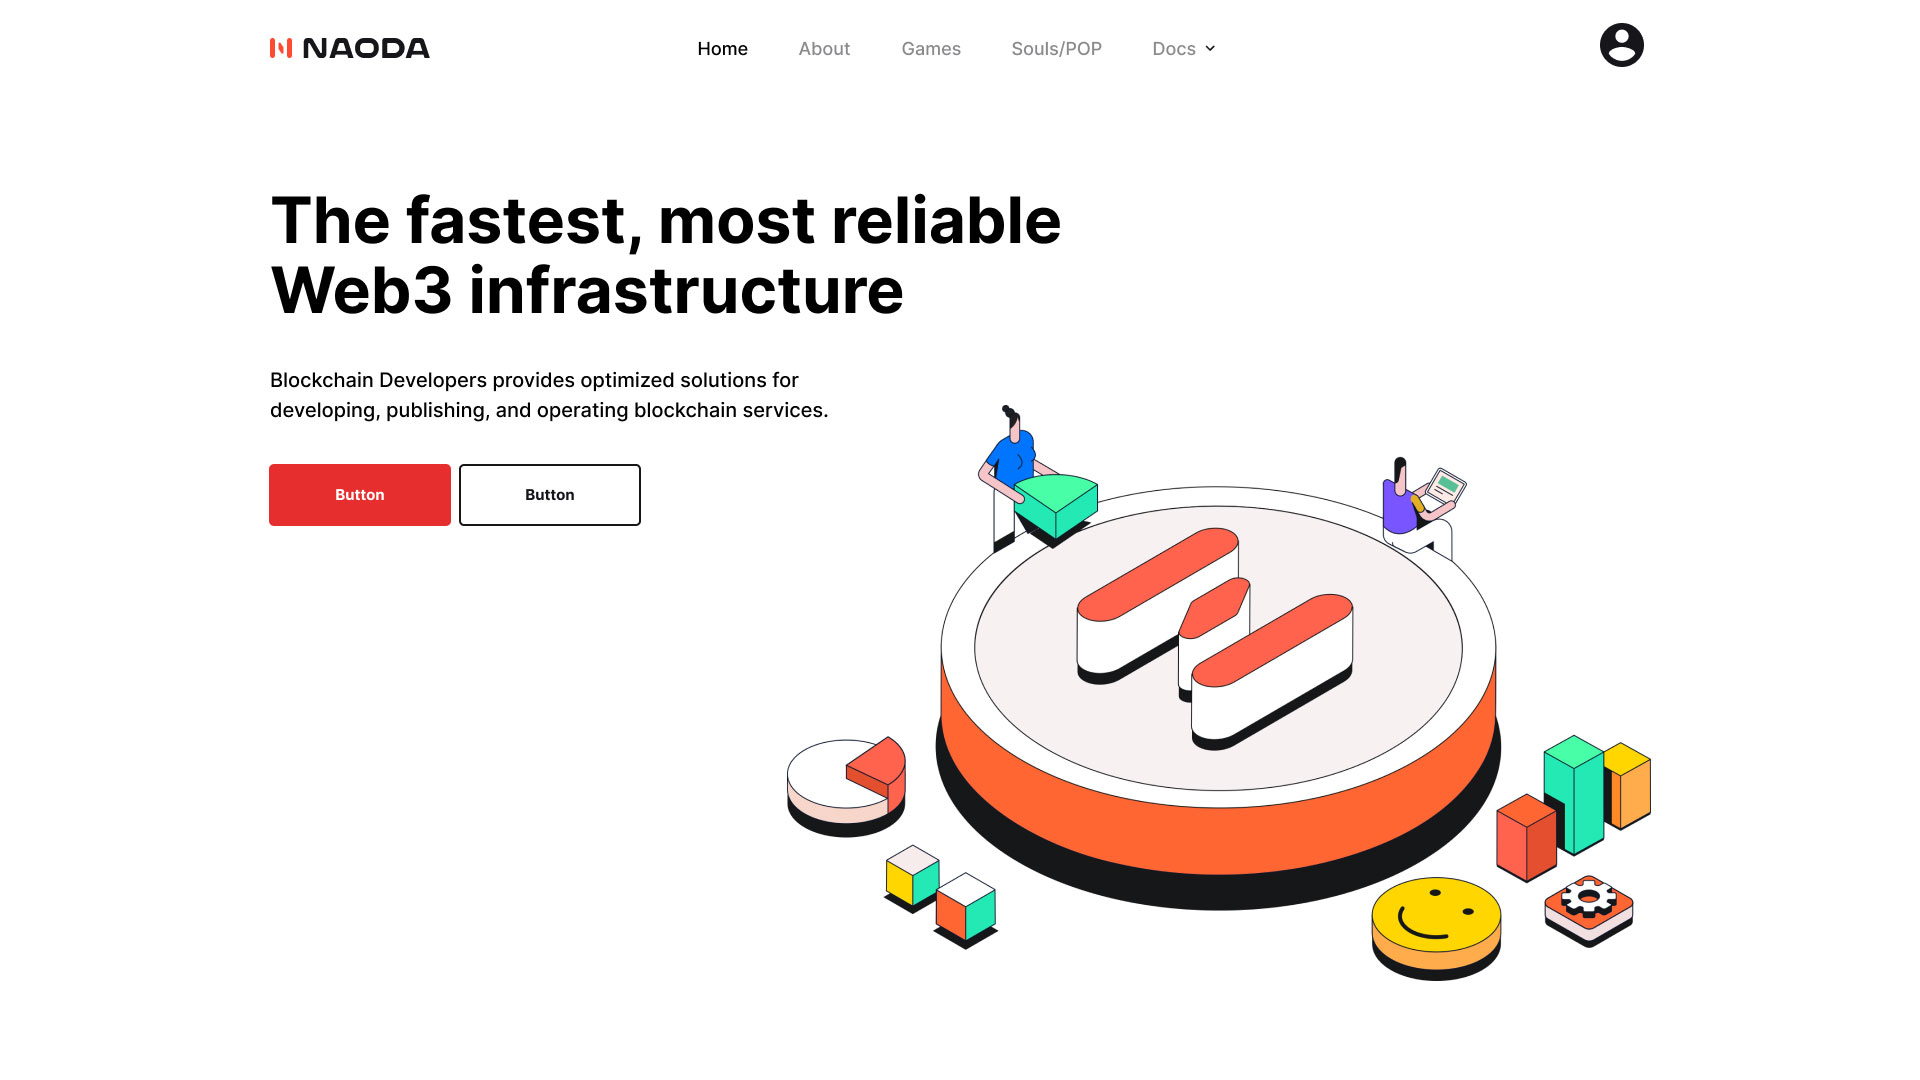 NAODA
Home
About
Games
Souls/POP
Docs
The fastest, most reliable
Web3 infrastructure
Blockchain Developers provides optimized solutions for
developing, publishing, and operating blockchain services.
Button
Button